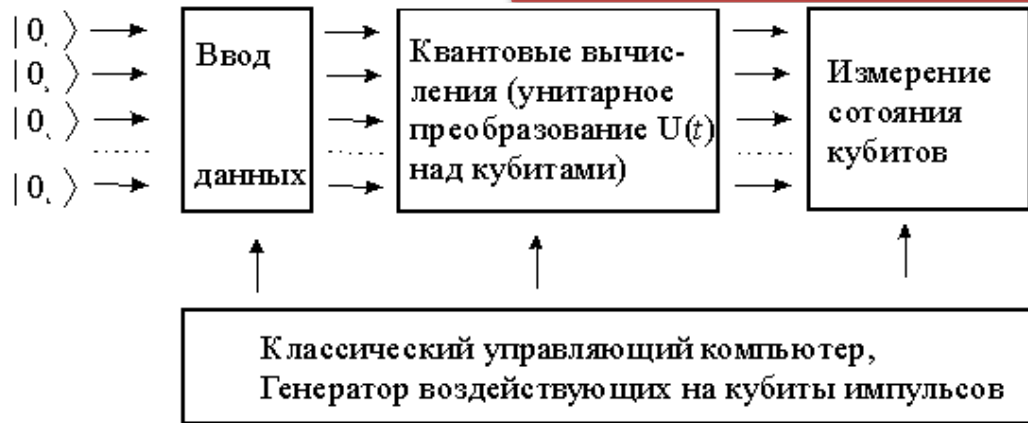 |0⟩
|0⟩
|0⟩
|0⟩
Ввод
данных
Квантовые вычис-
ления (унитарное
преобразование U(t)
над кубитами)
Измерение
сотояния
кубитов
Классический управляющий компьютер,
Генератор воздействующих на кубиты импульсов